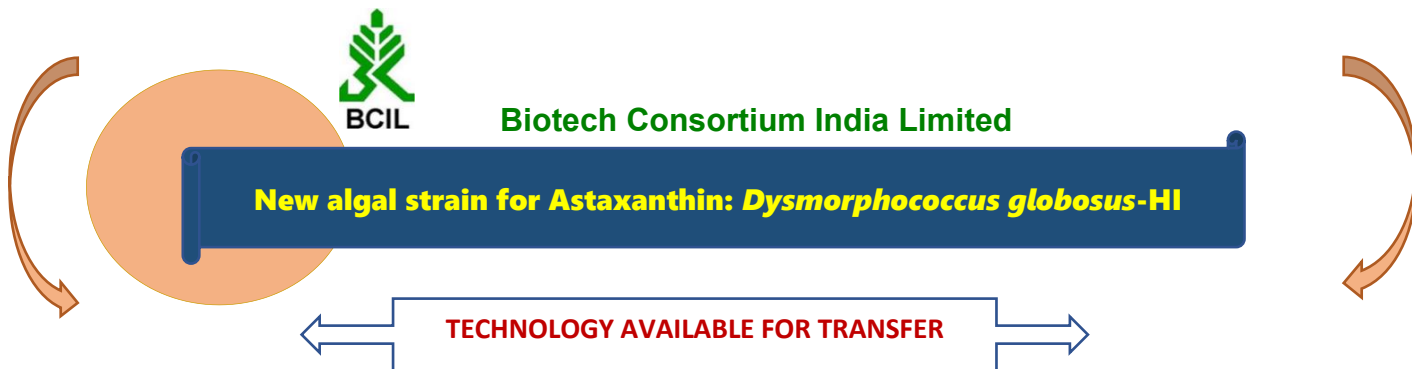 BCIL
Biotech Consortium India Limited
New algal strain for Astaxanthin: Dysmorphococcus globosus-HI
TECHNOLOGY AVAILABLE FOR TRANSFER